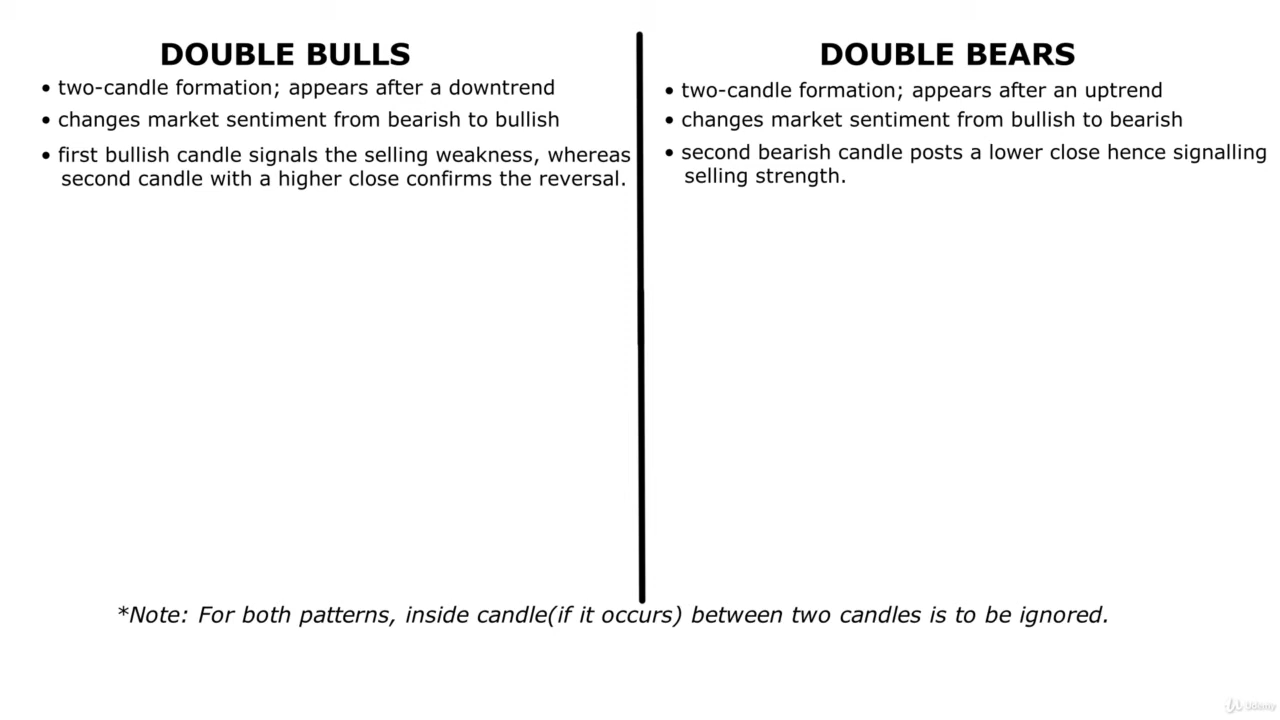 DOUBLE BULLS
• two-candle formation; appears after a downtrend
• changes market sentiment from bearish to bullish
• first bullish candle signals the selling weakness, whereas
second candle with a higher close confirms the reversal.
DOUBLE BEARS
• two-candle formation; appears after an uptrend
• changes market sentiment from bullish to bearish
• second bearish candle posts a lower close hence signalling
selling strength.
*Note: For both patterns, inside candle(if it occurs) between two candles is to be ignored.
Udemy